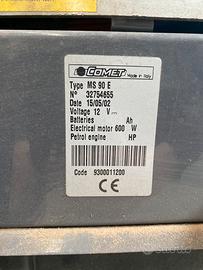 COMET
Made in Italy
Type MS 90 E
N° 32754655
Date 15/05/02
Voltage 12 V
Batteries Ah
Electrical motor 600 W
Petrol engine HP
Code 9300011200
CE
subito